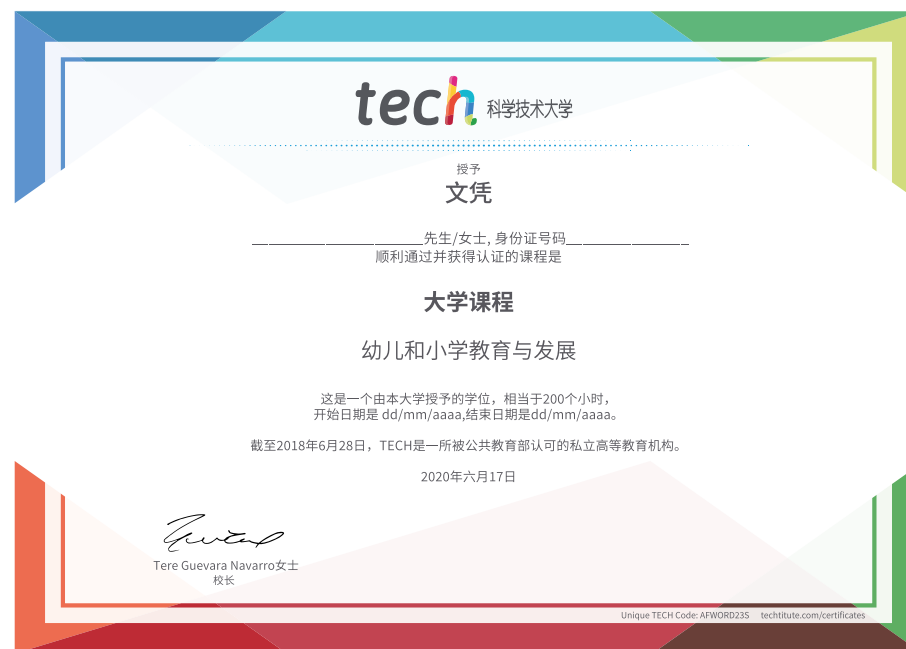 tech 科学技术大学
授予
文凭
______________________先生/女士, 身份证号码________________
顺利通过并获得认证的课程是
大学课程
幼儿和小学教育与发展
这是一个由本大学授予的学位，相当于200个小时，
开始日期是 dd/mm/aaaa,结束日期是dd/mm/aaaa。
截至2018年6月28日，TECH是一所被公共教育部认可的私立高等教育机构。
2020年六月17日
Tere Guevara Navarro女士
校长
Unique TECH Code: AFWORD23S techtitute.com/certificates